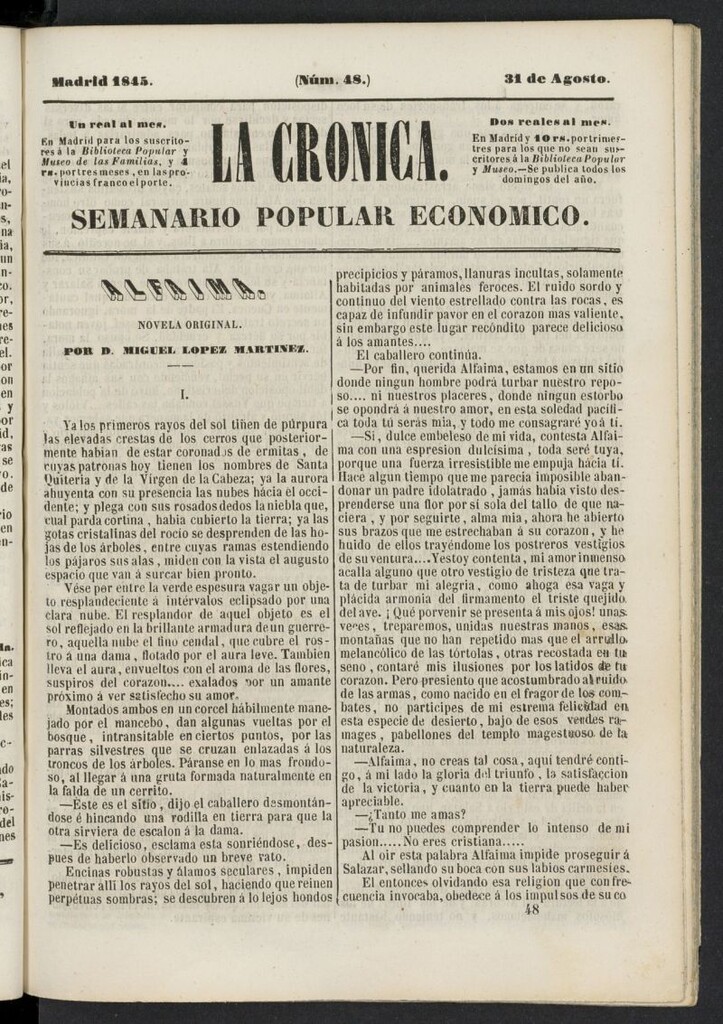 Madrid 1845. (Núm. 48.) 31 de Agosto.
Un real al mes.
En Madrid para los suscrito-
res á la Biblioteca Popular y
Museo de las Familias, y 4
rs. por tres meses, en las pro-
vincias franco el porte.
LA CRONICA.
Dos reales al mes.
En Madrid y 10 rs. por trimes-
tres para los que no sean sus-
critores á la Biblioteca Popular
y Museo.—Se publica todos los
domingos del año.
SEMANARIO POPULAR ECONOMICO.
ALFAIMA.
NOVELA ORIGINAL.
POR D. MIGUEL LOPEZ MARTINEZ.
I.
Ya los primeros rayos del sol tiñen de púrpura
las elevadas crestas de los cerros que posterior-
mente habian de estar coronados de ermitas, de
cuyas patronas hoy tienen los nombres de Santa
Quiteria y de la Virgen de la Cabeza; ya la aurora
ahuyenta con su presencia las nubes hácia el occi-
dente; y plega con sus rosados dedos la niebla que,
cual parda cortina, habia cubierto la tierra; ya las
gotas cristalinas del rocio se desprenden de las ho-
jas de los árboles, entre cuyas ramas estendiendo
los pájaros sus alas, miden con la vista el augusto
espacio que van á surcar bien pronto.
Vése por entre la verde espesura vagar un obje-
to resplandeciente á intérvalos eclipsado por una
clara nube. El resplandor de aquel objeto es el
sol reflejado en la brillante armadura de un guerre-
ro, aquella nube el fino cendal, que cubre el ros-
tro á una dama, flotado por el aura leve. Tambien
lleva el aura, envueltos con el aroma de las flores,
suspiros del corazon.... exalados por un amante
próximo á ver satisfecho su amor.
Montados ambos en un corcel hábilmente mane-
jado por el mancebo, dan algunas vueltas por el
bosque, intransitable en ciertos puntos, por las
parras silvestres que se cruzan enlazadas á los
troncos de los árboles. Páranse en lo mas frondo-
so, al llegar á una gruta formada naturalmente en
la falda de un cerrito.
—Este es el sitio, dijo el caballero desmontán-
dose é hincando una rodilla en tierra para que la
otra sirviera de escalon á la dama.
—Es delicioso, esclama esta sonriéndose, des-
pues de haberlo observado un breve rato.
Encinas robustas y álamos seculares, impiden
penetrar állí los rayos del sol, haciendo que reinen
perpétuas sombras; se descubren á lo lejos hondos
precipicios y páramos, llanuras incultas, solamente
habitadas por animales feroces. El ruido sordo y
continuo del viento estrellado contra las rocas, es
capaz de infundir pavor en el corazon mas valiente,
sin embargo este lugar recóndito parece delicioso
á los amantes....
El caballero continúa.
—Por fin, querida Alfaima, estamos en un sitio
donde ningun hombre podrá turbar nuestro repo-
so.... ni nuestros placeres, donde ningun estorbo
se opondrá á nuestro amor, en esta soledad pacífi-
ca toda tú serás mia, y todo me consagraré yo á tí.
—Si, dulce embeleso de mi vida, contesta Alfai-
ma con una espresion dulcísima, toda seré tuya,
porque una fuerza irresistible me empuja hácia tí.
Hace algun tiempo que me parecia imposible aban-
donar un padre idolatrado, jamás habia visto des-
prenderse una flor por si sola del tallo de que na-
ciera, y por seguirte, alma mia, ahora he abierto
sus brazos que me estrechaban á su corazon, y he
huido de ellos trayéndome los postreros vestigios
de su ventura.... Y estoy contenta, mi amor inmenso
acalla alguno que otro vestigio de tristeza que tra-
ta de turbar mi alegria, como ahoga esa vaga y
plácida armonia del firmamento el triste quejido
del ave. ¡Qué porvenir se presenta á mis ojos! unas
veces, treparemos, unidas nuestras manos, esas
montañas que no han repetido mas que el arrullo
melancólico de las tórtolas, otras recostada en tu
seno, contaré mis ilusiones por los latidos de tu
corazon. Pero presiento que acostumbrado al ruido
de las armas, como nacido en el fragor de los com-
bates, no participes de mi estrema felicidad en
esta especie de desierto, bajo de esos verdes ra-
mages, pabellones del templo magestuoso de la
naturaleza.
—Alfaima, no creas tal cosa, aquí tendré conti-
go, á mi lado la gloria del triunfo, la satisfaccion
de la victoria, y cuanto en la tierra puede haber
apreciable.
—¿Tanto me amas?
—Tu no puedes comprender lo intenso de mi
pasion..... No eres cristiana.....
Al oir esta palabra Alfaima impide proseguir á
Salazar, sellando su boca con sus labios carmesíes.
El entonces olvidando esa religion que con fre-
cuencia invocaba, obedece á los impulsos de su co
48